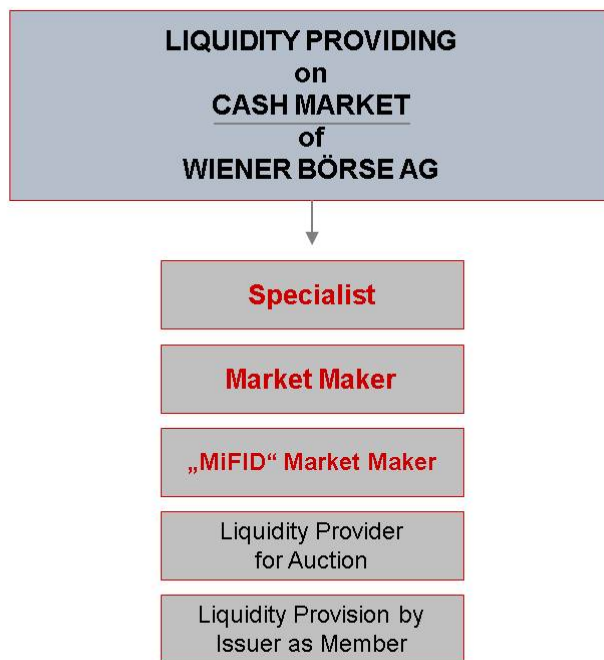 LIQUIDITY PROVIDING
on
CASH MARKET
of
WIENER BÖRSE AG
Specialist
Market Maker
„MiFID“ Market Maker
Liquidity Provider
for Auction
Liquidity Provision by
Issuer as Member